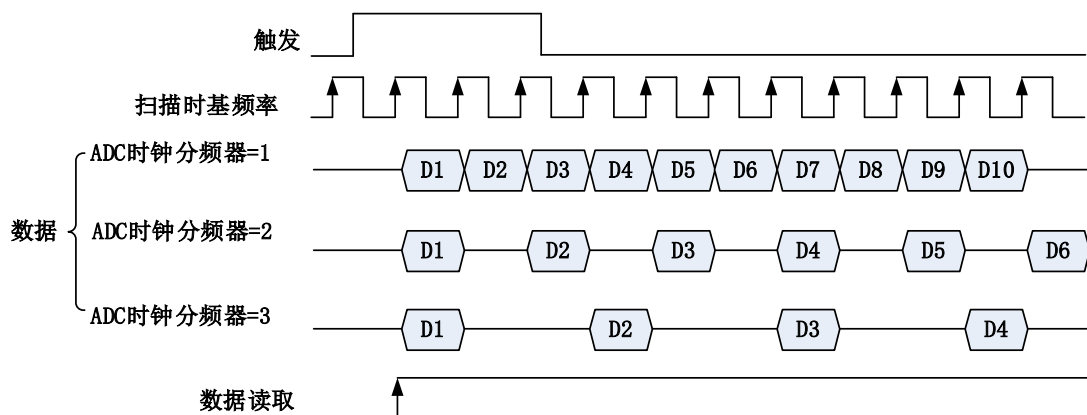 触发
扫描时基频率
ADC时钟分频器=1
D1 D2 D3 D4 D5 D6 D7 D8 D9 D10
数据
ADC时钟分频器=2
D1 D2 D3 D4 D5 D6
ADC时钟分频器=3
D1 D2 D3 D4
数据读取